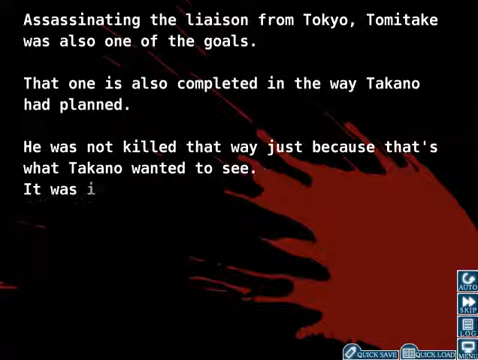 Assassinating the liaison from Tokyo, Tomitake
was also one of the goals.
That one is also completed in the way Takano
had planned.
He was not killed that way just because that's
what Takano wanted to see.
It was i
AUTO
SKIP
LOG
MENU
QUICK SAVE
QUICK LOAD